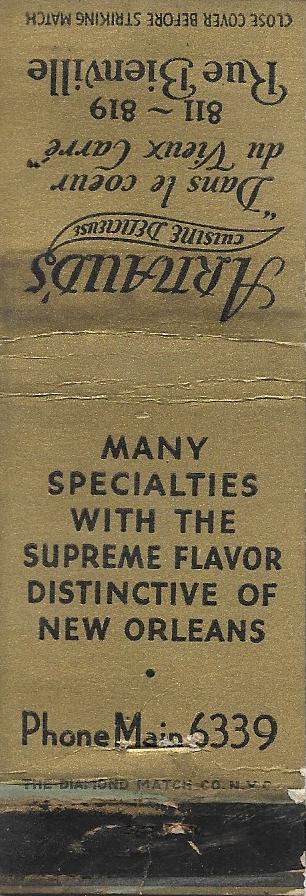 Arnaud's
CUISINE DÉLICIEUSE
"Dans le coeur
du Vieux Carré"
811 ~ 819
Rue Bienville
CLOSE COVER BEFORE STRIKING MATCH
MANY
SPECIALTIES
WITH THE
SUPREME FLAVOR
DISTINCTIVE OF
NEW ORLEANS
•
Phone Main 6339
THE DIAMOND MATCH CO. N.Y.C.